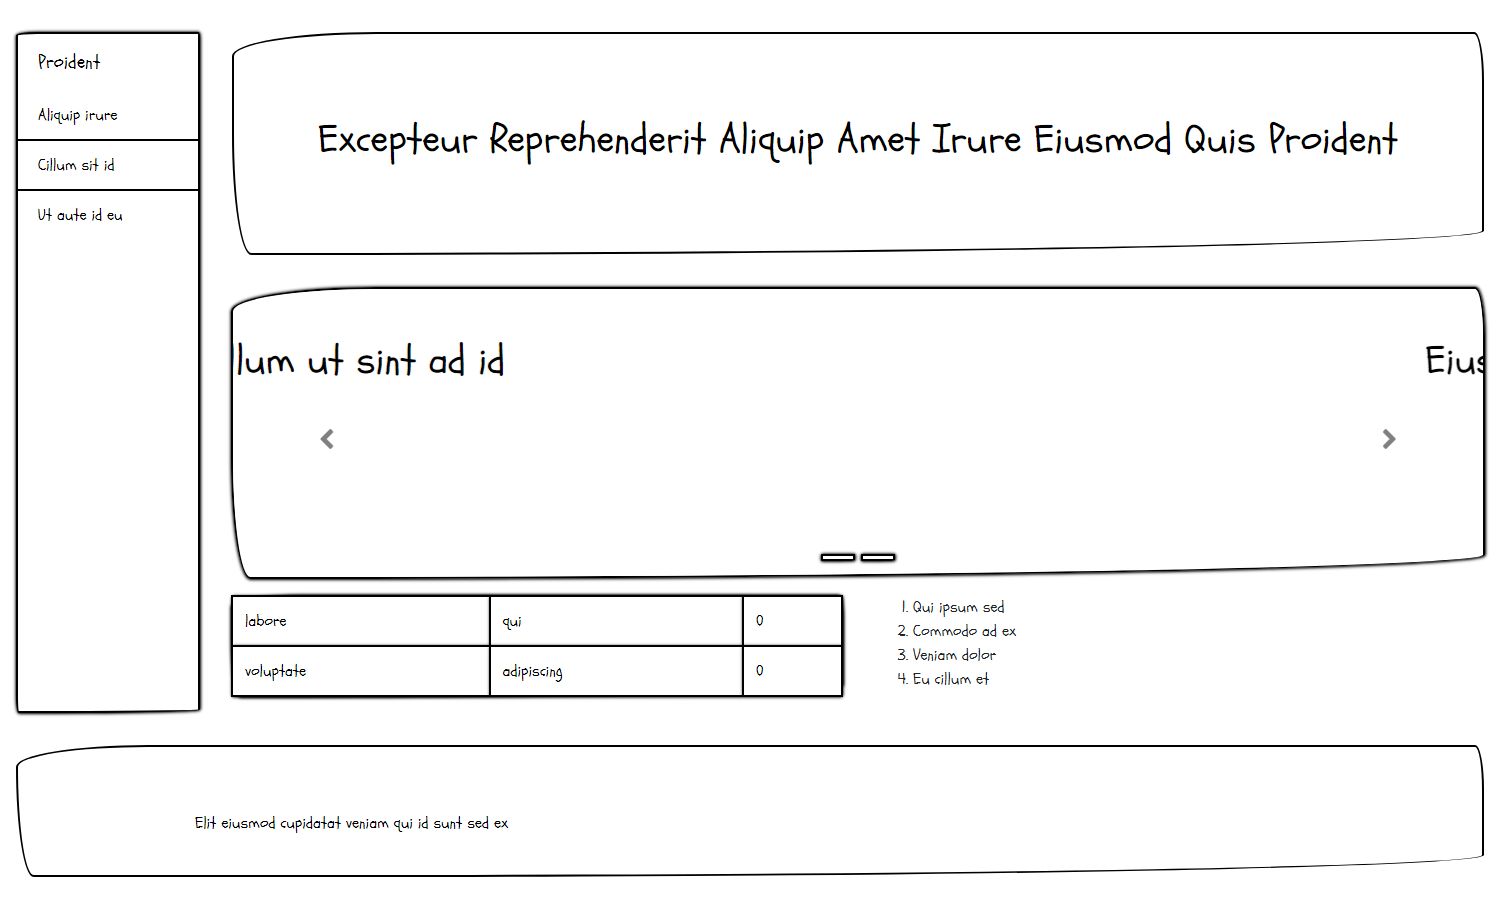 Proident
Aliquip irure
Cillum sit id
Ut aute id eu
Excepteur Reprehenderit Aliquip Amet Irure Eiusmod Quis Proident
ut sint ad id
labore qui 0
voluptate adipiscing 0
1. Qui ipsum sed
2. Commodo ad ex
3. Veniam dolor
4. Eu cillum et
Elit eiusmod cupidatat veniam qui id sunt sed ex